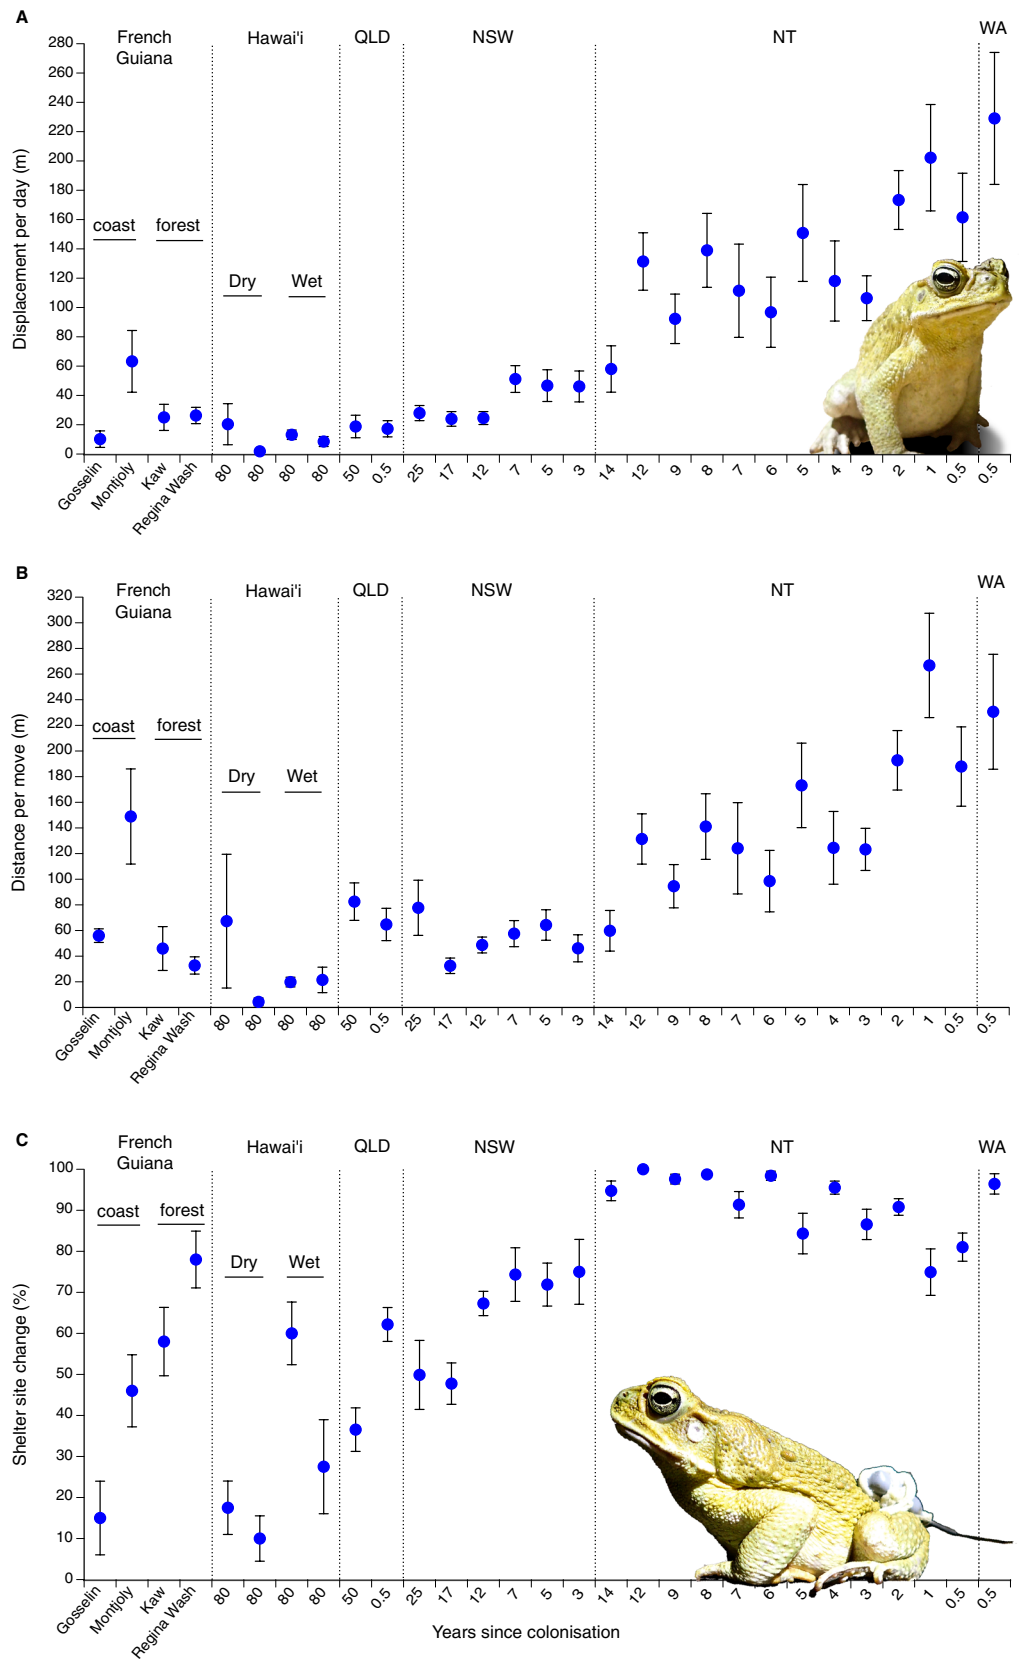 A
French
Guiana
Hawai'i
QLD
NSW
NT
WA
280
260
240
220
200
180
160
140
120
100
80
60
40
20
0
Displacement per day (m)
coast
forest
Dry
Wet
Gosselin
Montjoly
Kaw
Regina Wash
80
80
80
80
50
0.5
25
17
12
7
5
3
14
12
9
8
7
6
5
4
3
2
1
0.5
0.5
B
French
Guiana
Hawai'i
QLD
NSW
NT
WA
320
300
280
260
240
220
200
180
160
140
120
100
80
60
40
20
0
Distance per move (m)
coast
forest
Dry
Wet
Gosselin
Montjoly
Kaw
Regina Wash
80
80
80
80
50
0.5
25
17
12
7
5
3
14
12
9
8
7
6
5
4
3
2
1
0.5
0.5
C
French
Guiana
Hawai'i
QLD
NSW
NT
WA
100
90
80
70
60
50
40
30
20
10
0
Shelter site change (%)
coast
forest
Dry
Wet
Gosselin
Montjoly
Kaw
Regina Wash
80
80
80
80
50
0.5
25
17
12
7
5
3
14
12
9
8
7
6
5
4
3
2
1
0.5
0.5
Years since colonisation